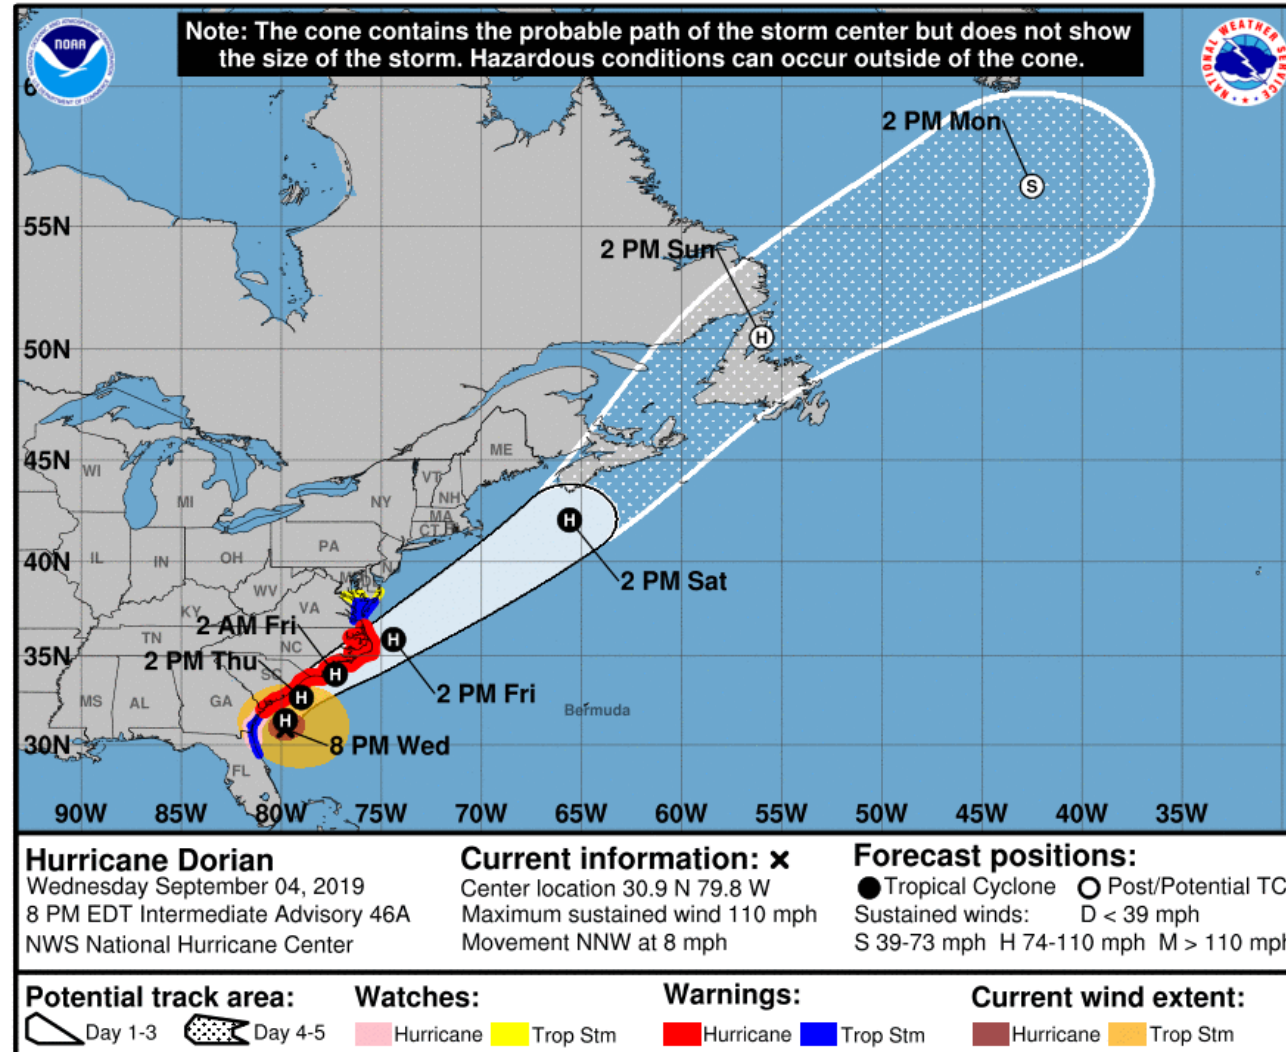 Note: The cone contains the probable path of the storm center but does not show
the size of the storm. Hazardous conditions can occur outside of the cone.
NOAA
NATIONAL WEATHER SERVICE
2 PM Mon
S
55N
2 PM Sun
H
50N
45N
WI
MI
ME
VT
NH
NY
MA
CT
H
2 PM Sat
40N
IL
IN
OH
PA
WV
KY
VA
2 AM Fri
H
TN
NC
35N
2 PM Thu
H
H
2 PM Fri
SC
MS
AL
GA
Bermuda
H
30N
8 PM Wed
FL
90W 85W 80W 75W 70W 65W 60W 55W 50W 45W 40W 35W
Hurricane Dorian
Wednesday September 04, 2019
8 PM EDT Intermediate Advisory 46A
NWS National Hurricane Center
Current information: ×
Center location 30.9 N 79.8 W
Maximum sustained wind 110 mph
Movement NNW at 8 mph
Forecast positions:
Tropical Cyclone Post/Potential TC
Sustained winds: D < 39 mph
S 39-73 mph H 74-110 mph M > 110 mph
Potential track area:
Day 1-3 Day 4-5
Watches:
Hurricane Trop Stm
Warnings:
Hurricane Trop Stm
Current wind extent:
Hurricane Trop Stm